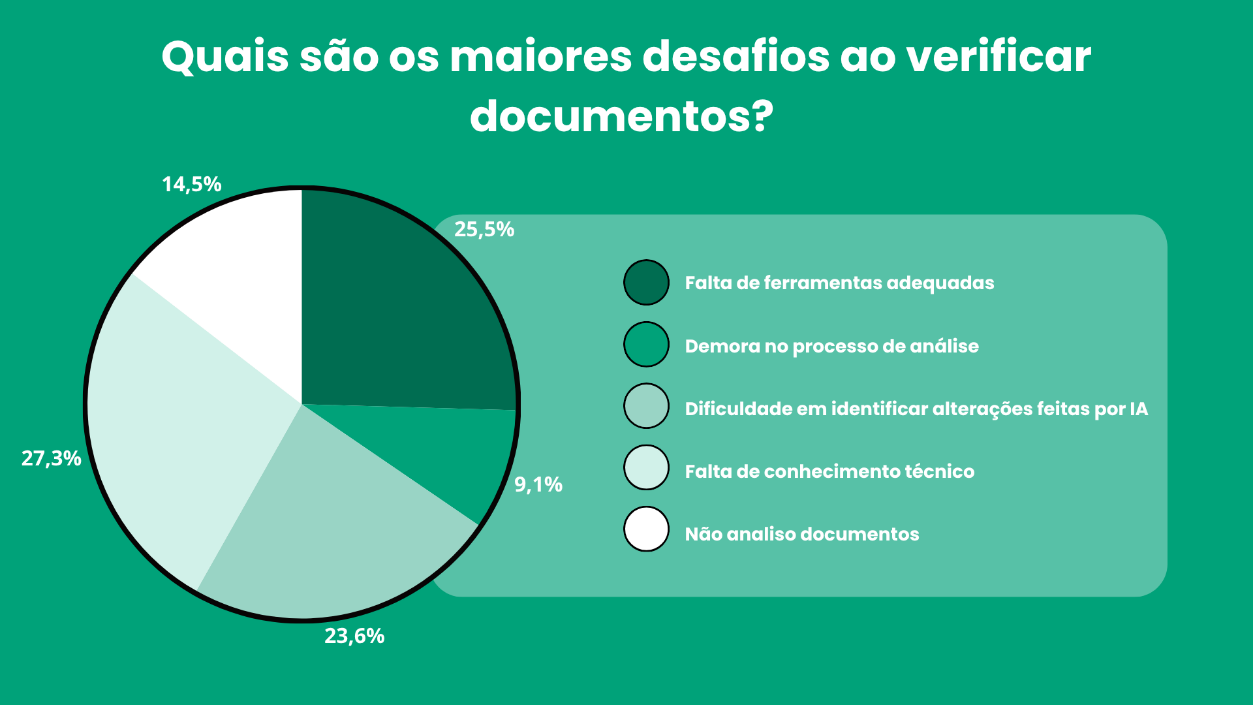 Quais são os maiores desafios ao verificar
documentos?
14,5%
25,5%
27,3%
9,1%
23,6%
Falta de ferramentas adequadas
Demora no processo de análise
Dificuldade em identificar alterações feitas por IA
Falta de conhecimento técnico
Não analiso documentos